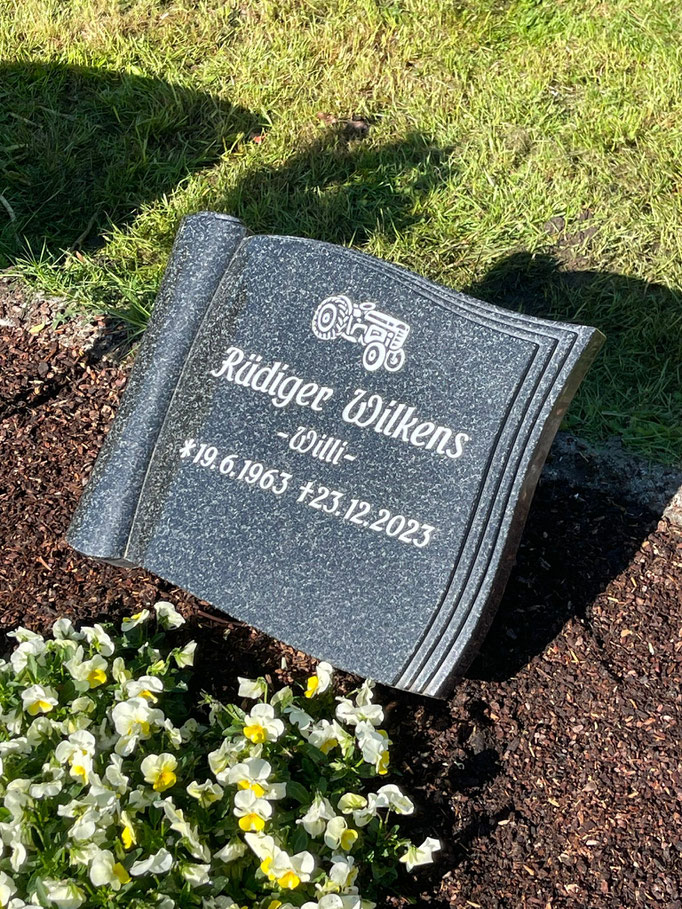 Rüdiger Wilkens
-Willi-
*19.6.1963 †23.12.2023